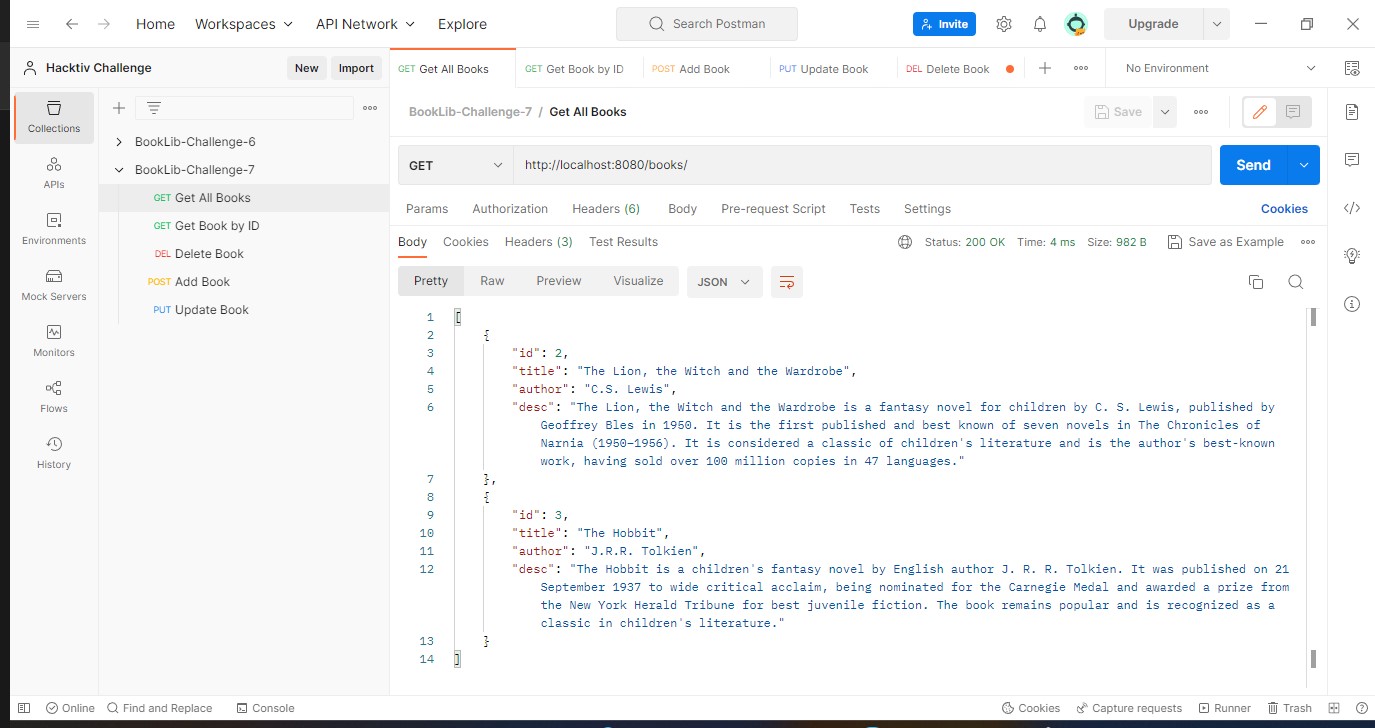 Home Workspaces API Network Explore Search Postman Invite Upgrade
Hacktiv Challenge New Import GET Get All Books GET Get Book by ID POST Add Book PUT Update Book DEL Delete Book No Environment
Collections
APIs
Environments
Mock Servers
Monitors
Flows
History
BookLib-Challenge-6
BookLib-Challenge-7
GET Get All Books
GET Get Book by ID
DEL Delete Book
POST Add Book
PUT Update Book
BookLib-Challenge-7 / Get All Books Save
GET http://localhost:8080/books/ Send
Params Authorization Headers (6) Body Pre-request Script Tests Settings Cookies
Body Cookies Headers (3) Test Results Status: 200 OK Time: 4 ms Size: 982 B Save as Example
Pretty Raw Preview Visualize JSON
1 [
2 {
3 "id": 2,
4 "title": "The Lion, the Witch and the Wardrobe",
5 "author": "C.S. Lewis",
6 "desc": "The Lion, the Witch and the Wardrobe is a fantasy novel for children by C. S. Lewis, published by
Geoffrey Bles in 1950. It is the first published and best known of seven novels in The Chronicles of
Narnia (1950–1956). It is considered a classic of children's literature and is the author's best-known
work, having sold over 100 million copies in 47 languages."
7 },
8 {
9 "id": 3,
10 "title": "The Hobbit",
11 "author": "J.R.R. Tolkien",
12 "desc": "The Hobbit is a children's fantasy novel by English author J. R. R. Tolkien. It was published on 21
September 1937 to wide critical acclaim, being nominated for the Carnegie Medal and awarded a prize from
the New York Herald Tribune for best juvenile fiction. The book remains popular and is recognized as a
classic in children's literature."
13 }
14 ]
Online Find and Replace Console Cookies Capture requests Runner Trash